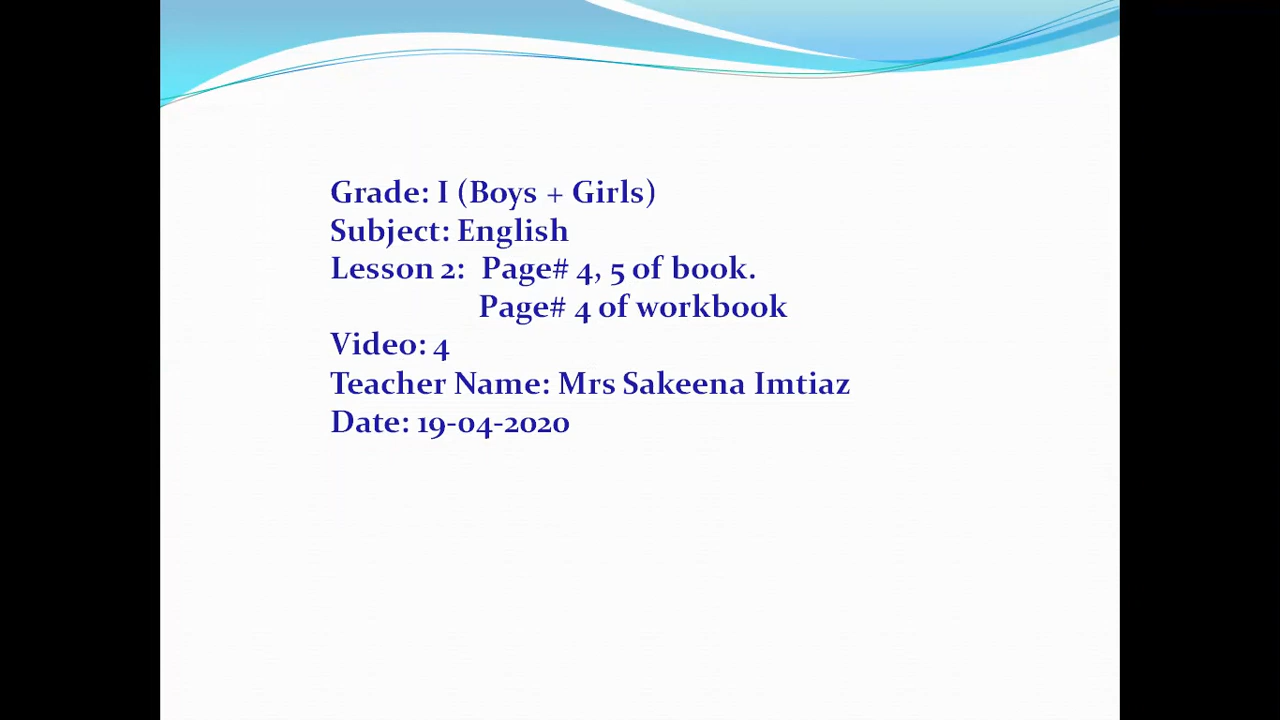 Grade: I (Boys + Girls)
Subject: English
Lesson 2: Page# 4, 5 of book.
Page# 4 of workbook
Video: 4
Teacher Name: Mrs Sakeena Imtiaz
Date: 19-04-2020